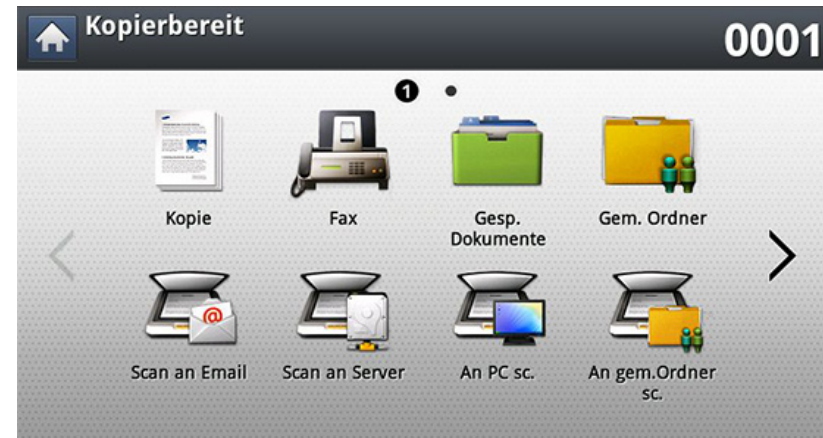 Kopierbereit
0001
1
Kopie
Fax
Gesp.
Dokumente
Gem. Ordner
Scan an Email
Scan an Server
An PC sc.
An gem.Ordner
sc.